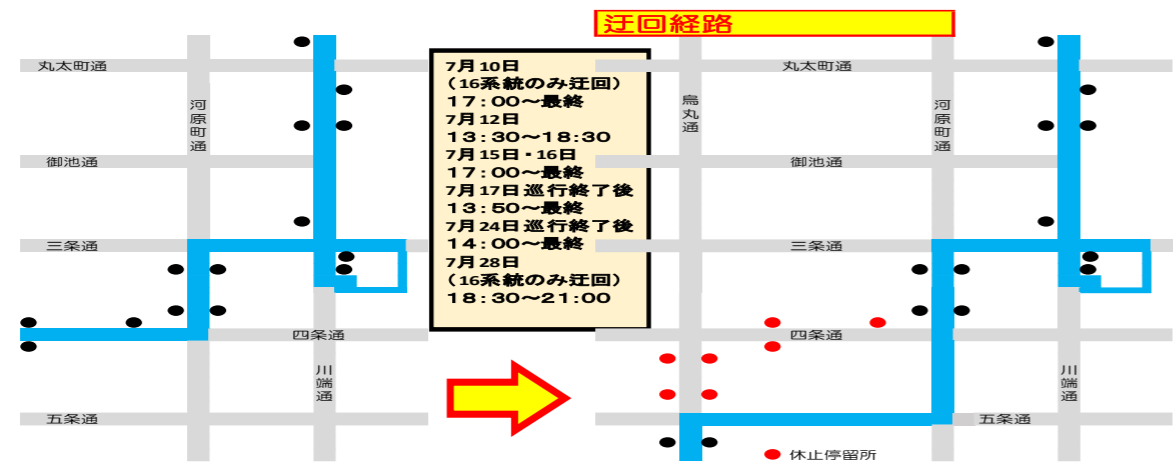 迂回経路
丸太町通
河原町通
御池通
三条通
四条通
川端通
五条通
7月10日
(16系統のみ迂回)
17:00~最終
7月12日
13:30~18:30
7月15日・16日
17:00~最終
7月17日巡行終了後
13:50~最終
7月24日巡行終了後
14:00~最終
7月28日
(16系統のみ迂回)
18:30~21:00
丸太町通
烏丸通
河原町通
御池通
三条通
四条通
川端通
五条通
休止停留所